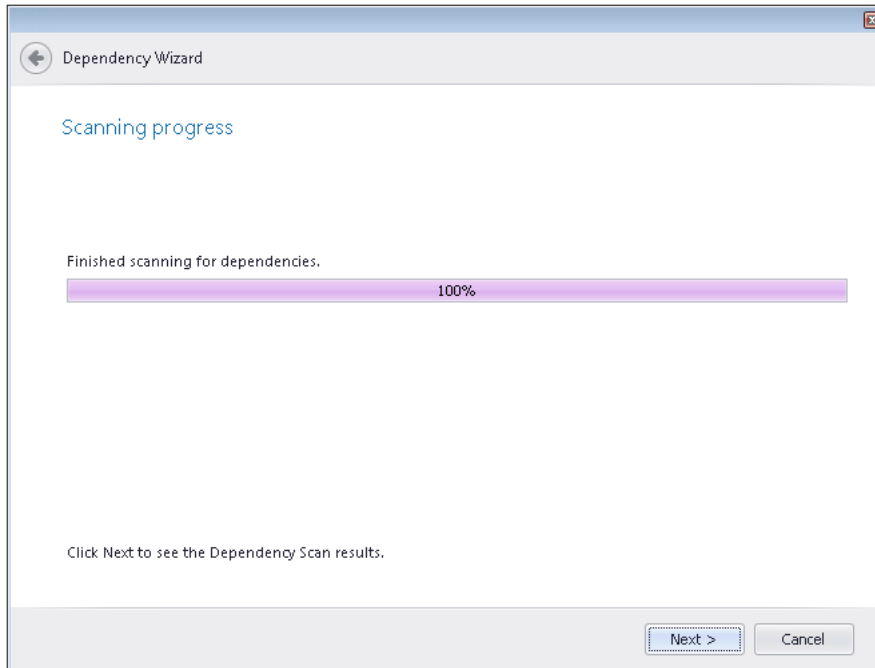 Dependency Wizard
Scanning progress
Finished scanning for dependencies.
100%
Click Next to see the Dependency Scan results.
Next >
Cancel